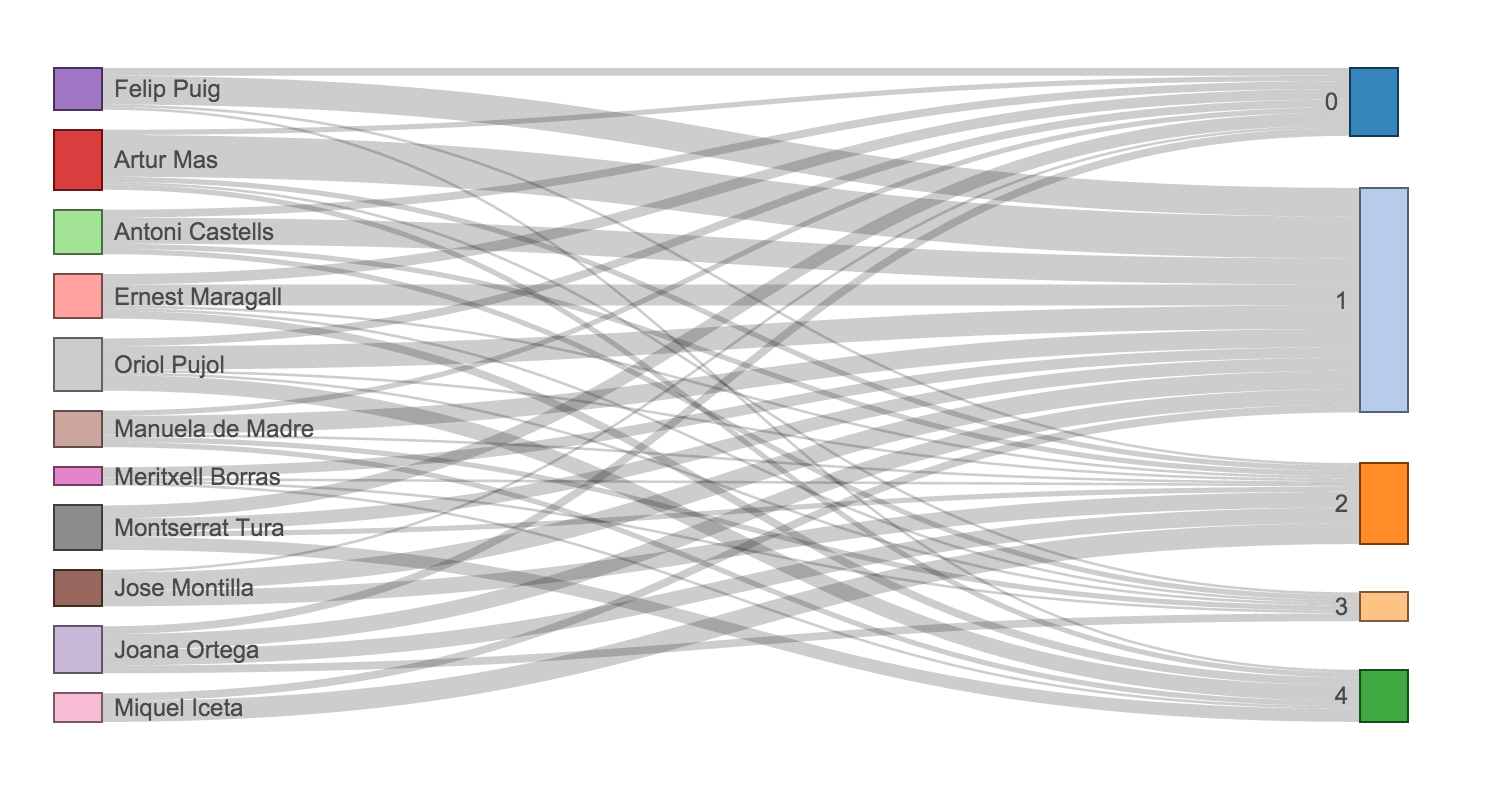 Felip Puig
Artur Mas
Antoni Castells
Ernest Maragall
Oriol Pujol
Manuela de Madre
Meritxell Borras
Montserrat Tura
Jose Montilla
Joana Ortega
Miquel Iceta
0
1
2
3
4